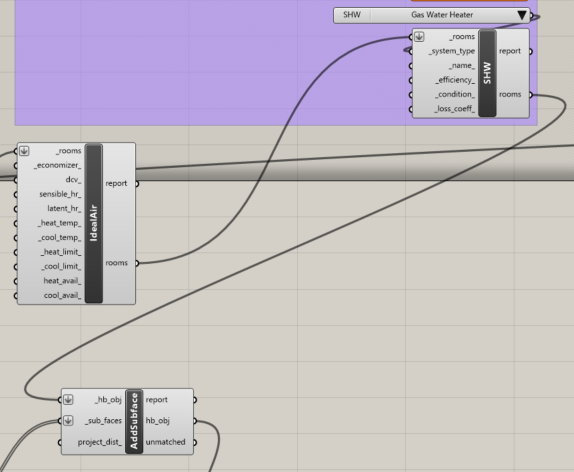 SHW Gas Water Heater
_rooms
_system_type
_name_
_efficiency_
_condition_
_loss_coeff_
SHW
report
rooms
_rooms
_economizer_
dcv_
sensible_hr_
latent_hr_
_heat_temp_
_cool_temp_
_heat_limit_
_cool_limit_
heat_avail_
cool_avail_
IdealAir
report
rooms
_hb_obj
_sub_faces
project_dist_
AddSubface
report
hb_obj
unmatched